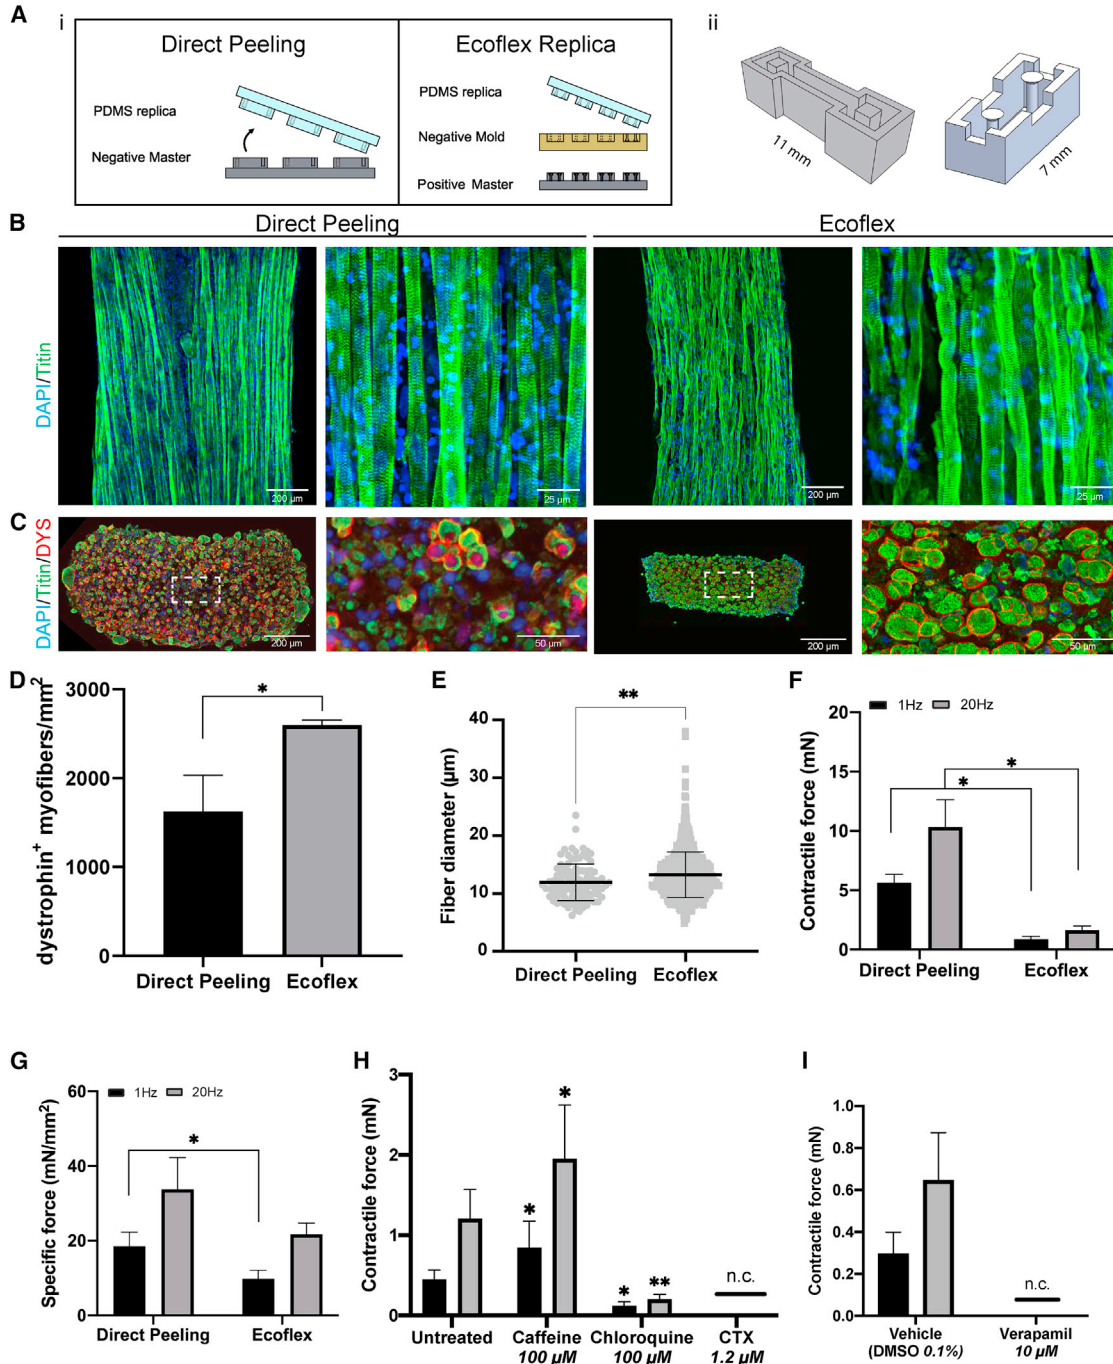 A
i
Direct Peeling
PDMS replica
Negative Master
Ecoflex Replica
PDMS replica
Negative Mold
Positive Master
ii
11 mm
7 mm
B
Direct Peeling
Ecoflex
DAPI/Titin
200 µm
25 µm
200 µm
25 µm
C
DAPI/Titin/DYS
200 µm
50 µm
200 µm
50 µm
D
dystrophin⁺ myofibers/mm²
3000
2000
1000
0
*
Direct Peeling
Ecoflex
E
Fiber diameter (µm)
40
30
20
10
0
**
Direct Peeling
Ecoflex
F
1Hz
20Hz
Contractile force (mN)
20
15
10
5
0
*
*
Direct Peeling
Ecoflex
G
1Hz
20Hz
Specific force (mN/mm²)
60
40
20
0
*
Direct Peeling
Ecoflex
H
Contractile force (mN)
3
2
1
0
*
*
*
**
n.c.
Untreated
Caffeine
100 µM
Chloroquine
100 µM
CTX
1.2 µM
I
Contractile force (mN)
1.0
0.8
0.6
0.4
0.2
0.0
n.c.
Vehicle
(DMSO 0.1%)
Verapamil
10 µM